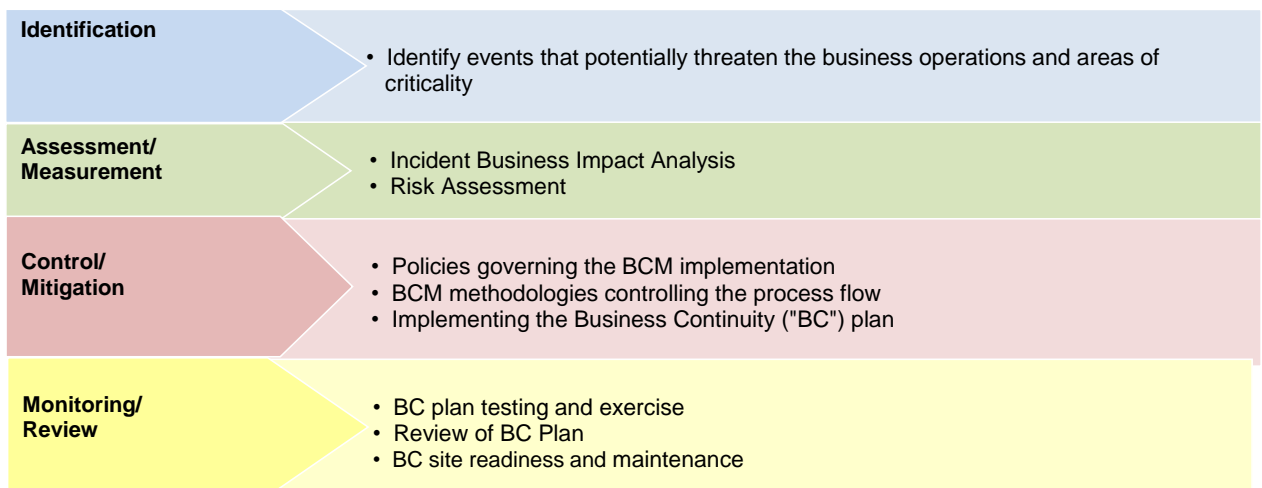 Identification
• Identify events that potentially threaten the business operations and areas of
criticality
Assessment/
Measurement
• Incident Business Impact Analysis
• Risk Assessment
Control/
Mitigation
• Policies governing the BCM implementation
• BCM methodologies controlling the process flow
• Implementing the Business Continuity ("BC") plan
Monitoring/
Review
• BC plan testing and exercise
• Review of BC Plan
• BC site readiness and maintenance